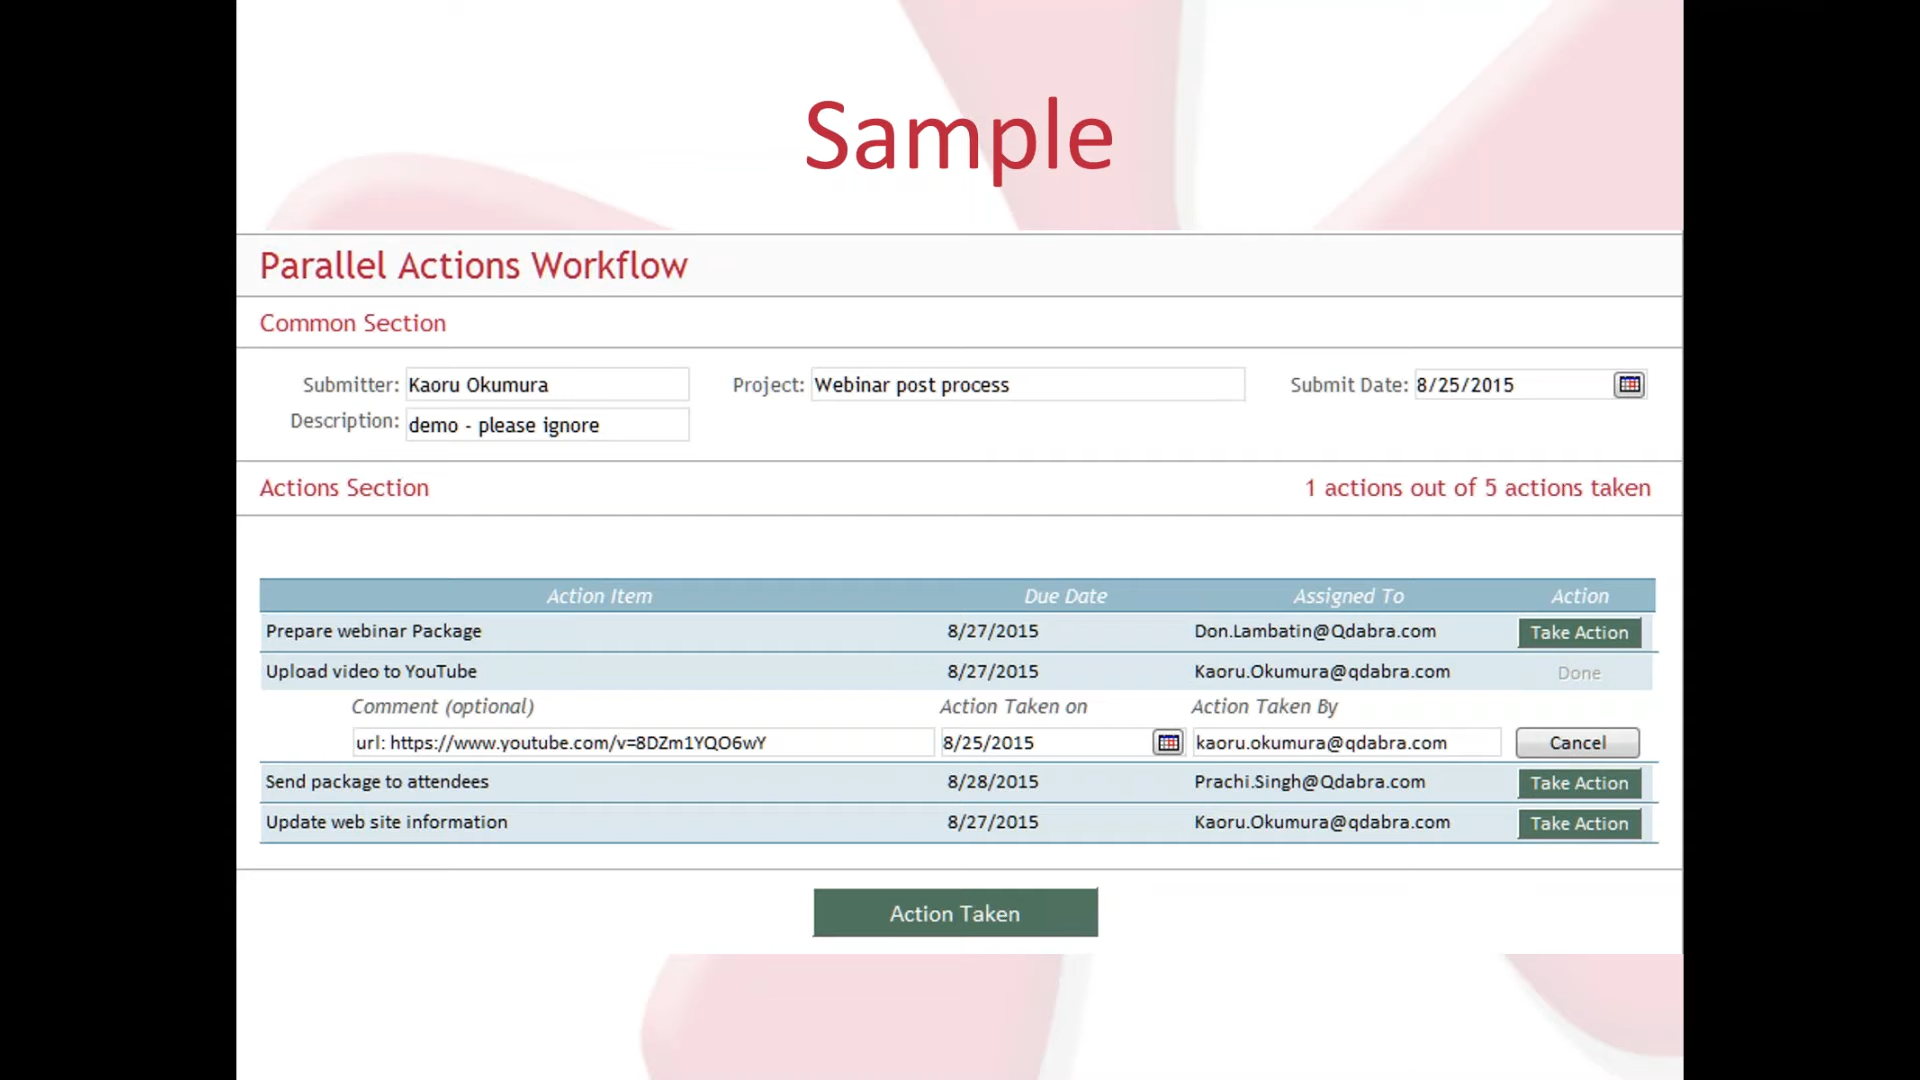 Sample
Parallel Actions Workflow
Common Section
Submitter: Kaoru Okumura Project: Webinar post process Submit Date: 8/25/2015
Description: demo - please ignore
Actions Section 1 actions out of 5 actions taken
Action Item Due Date Assigned To Action
Prepare webinar Package 8/27/2015 Don.Lambatin@Qdabra.com Take Action
Upload video to YouTube 8/27/2015 Kaoru.Okumura@qdabra.com Done
Comment (optional) Action Taken on Action Taken By
url: https://www.youtube.com/v=8DZm1YQO6wY 8/25/2015 kaoru.okumura@qdabra.com Cancel
Send package to attendees 8/28/2015 Prachi.Singh@Qdabra.com Take Action
Update web site information 8/27/2015 Kaoru.Okumura@qdabra.com Take Action
Action Taken